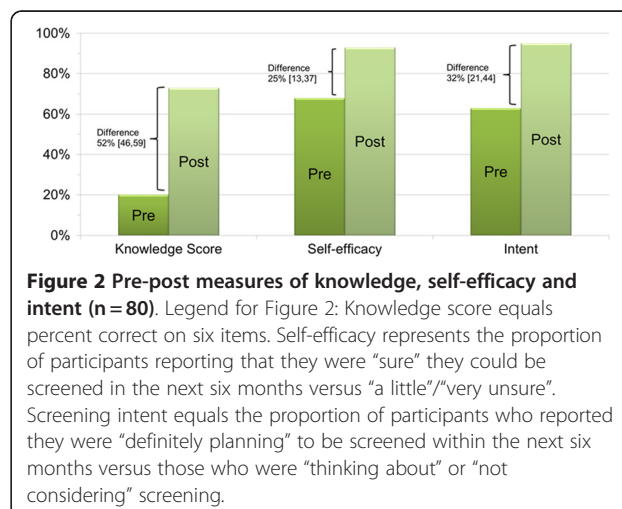 100%
80%
60%
40%
20%
0%
Difference
52% [46,59]
Pre
Post
Difference
25% [13,37]
Pre
Post
Difference
32% [21,44]
Pre
Post
Knowledge Score
Self-efficacy
Intent
Figure 2 Pre-post measures of knowledge, self-efficacy and
intent (n = 80). Legend for Figure 2: Knowledge score equals
percent correct on six items. Self-efficacy represents the proportion
of participants reporting that they were “sure” they could be
screened in the next six months versus “a little”/“very unsure”.
Screening intent equals the proportion of participants who reported
they were “definitely planning” to be screened within the next six
months versus those who were “thinking about” or “not
considering” screening.